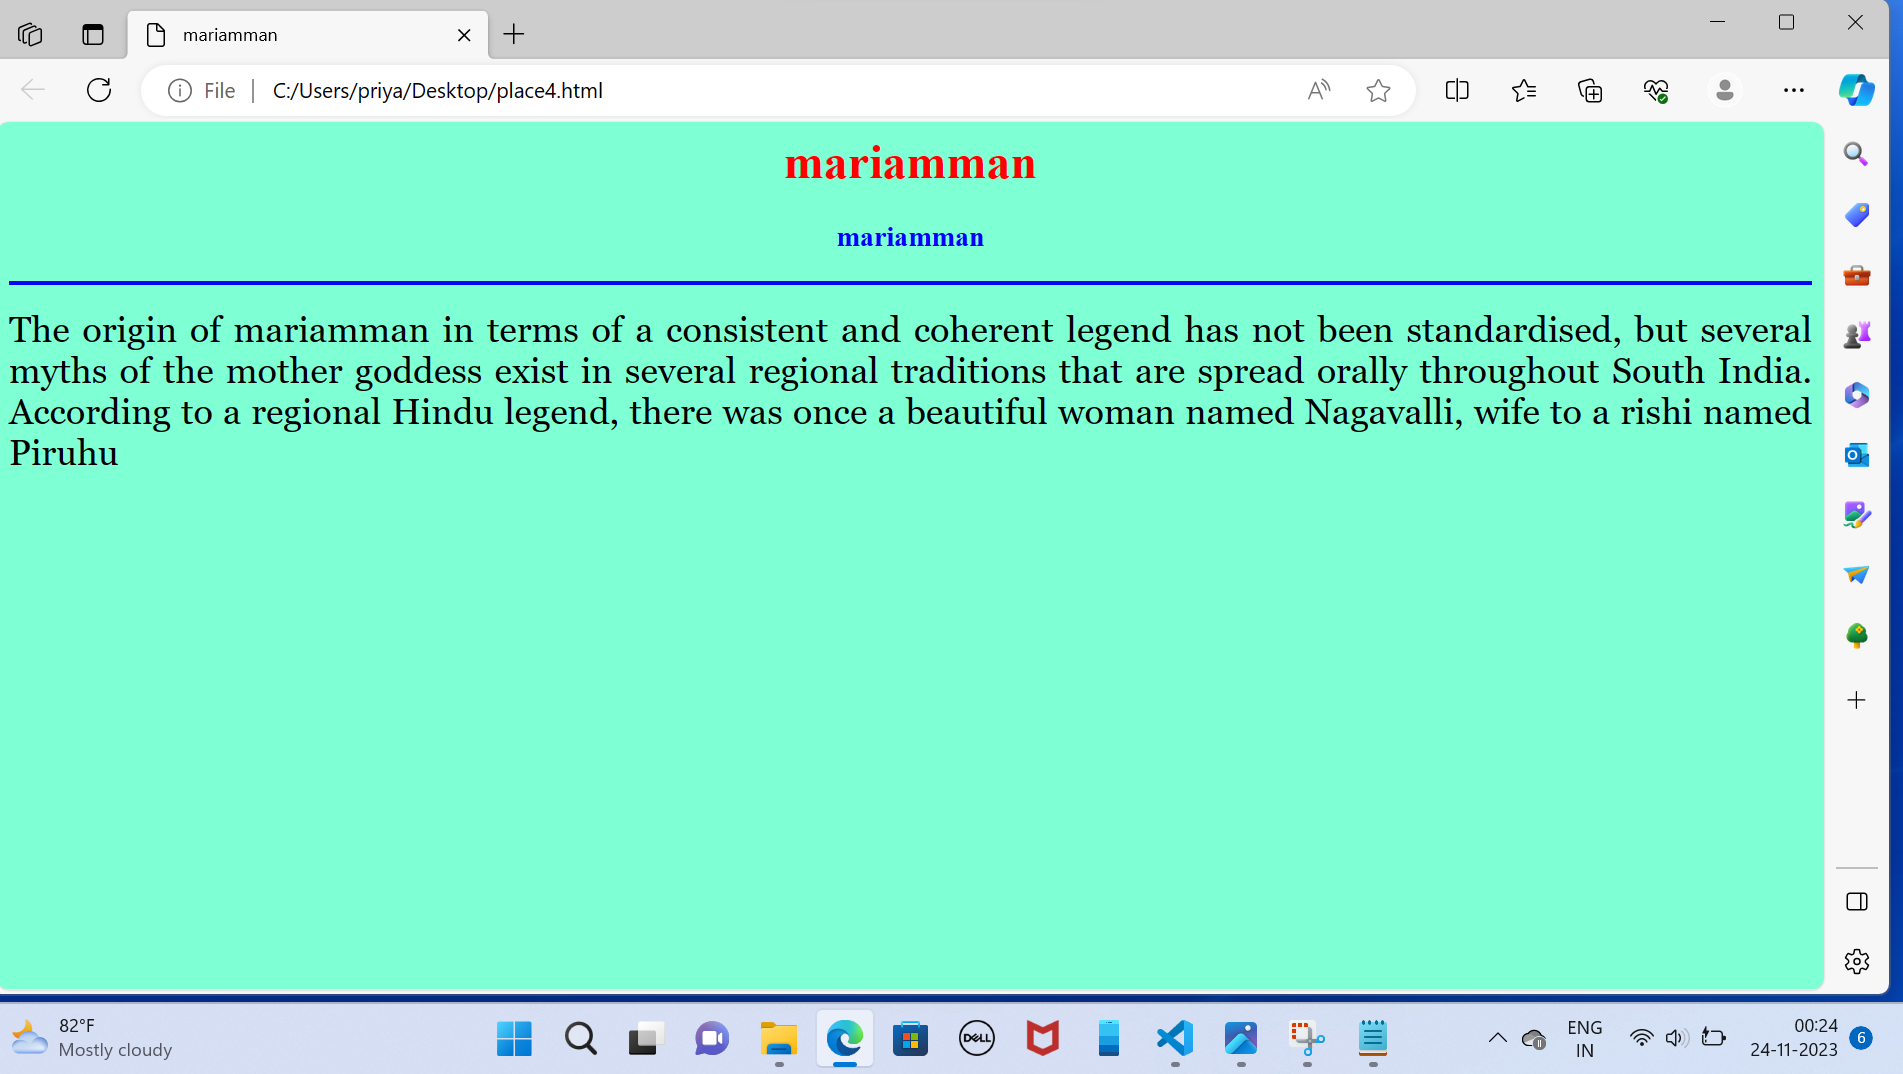 mariamman
File
C:/Users/priya/Desktop/place4.html
mariamman
mariamman
The origin of mariamman in terms of a consistent and coherent legend has not been standardised, but several
myths of the mother goddess exist in several regional traditions that are spread orally throughout South India.
According to a regional Hindu legend, there was once a beautiful woman named Nagavalli, wife to a rishi named
Piruhu
82°F
Mostly cloudy
DELL
ENG
IN
00:24
24-11-2023
6